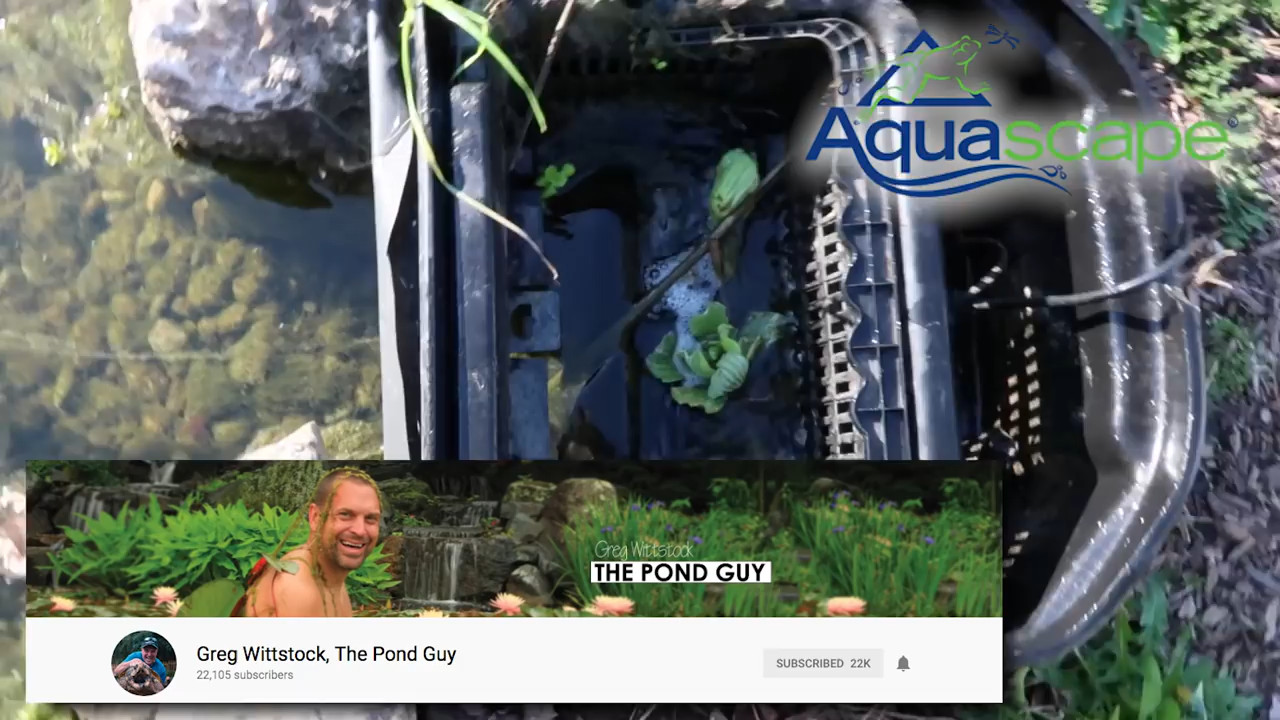 Aquascape®
Greg Wittstock
THE POND GUY
Greg Wittstock, The Pond Guy
22,105 subscribers
SUBSCRIBED 22K